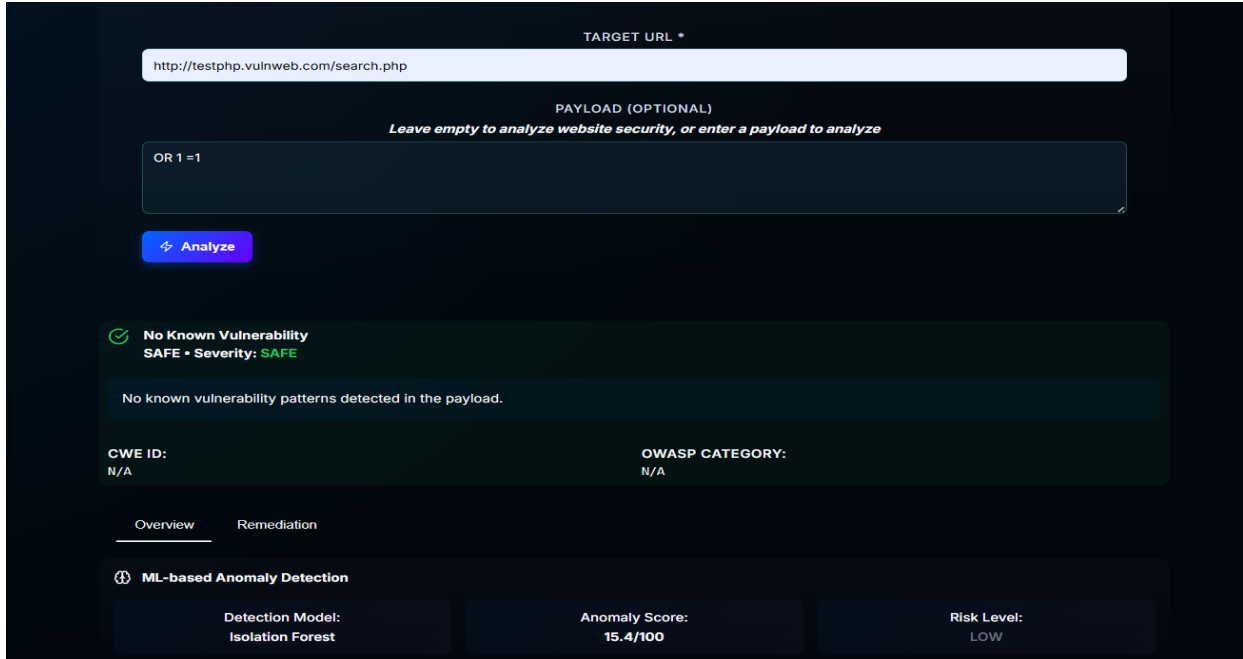 TARGET URL *
http://testphp.vulnweb.com/search.php
PAYLOAD (OPTIONAL)
Leave empty to analyze website security, or enter a payload to analyze
OR 1 =1
Analyze
No Known Vulnerability
SAFE • Severity: SAFE
No known vulnerability patterns detected in the payload.
CWE ID: OWASP CATEGORY:
N/A N/A
Overview Remediation
ML-based Anomaly Detection
Detection Model: Anomaly Score: Risk Level:
Isolation Forest 15.4/100 LOW